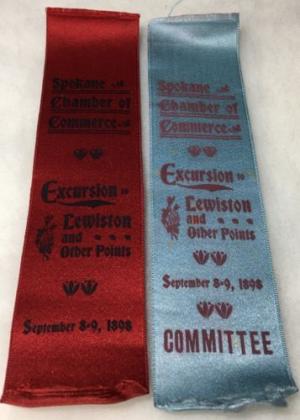 Spokane
Chamber of
Commerce
Excursion to
Lewiston
and
Other Points
September 8-9, 1898
Spokane
Chamber of
Commerce
Excursion to
Lewiston
and
Other Points
September 8-9, 1898
COMMITTEE